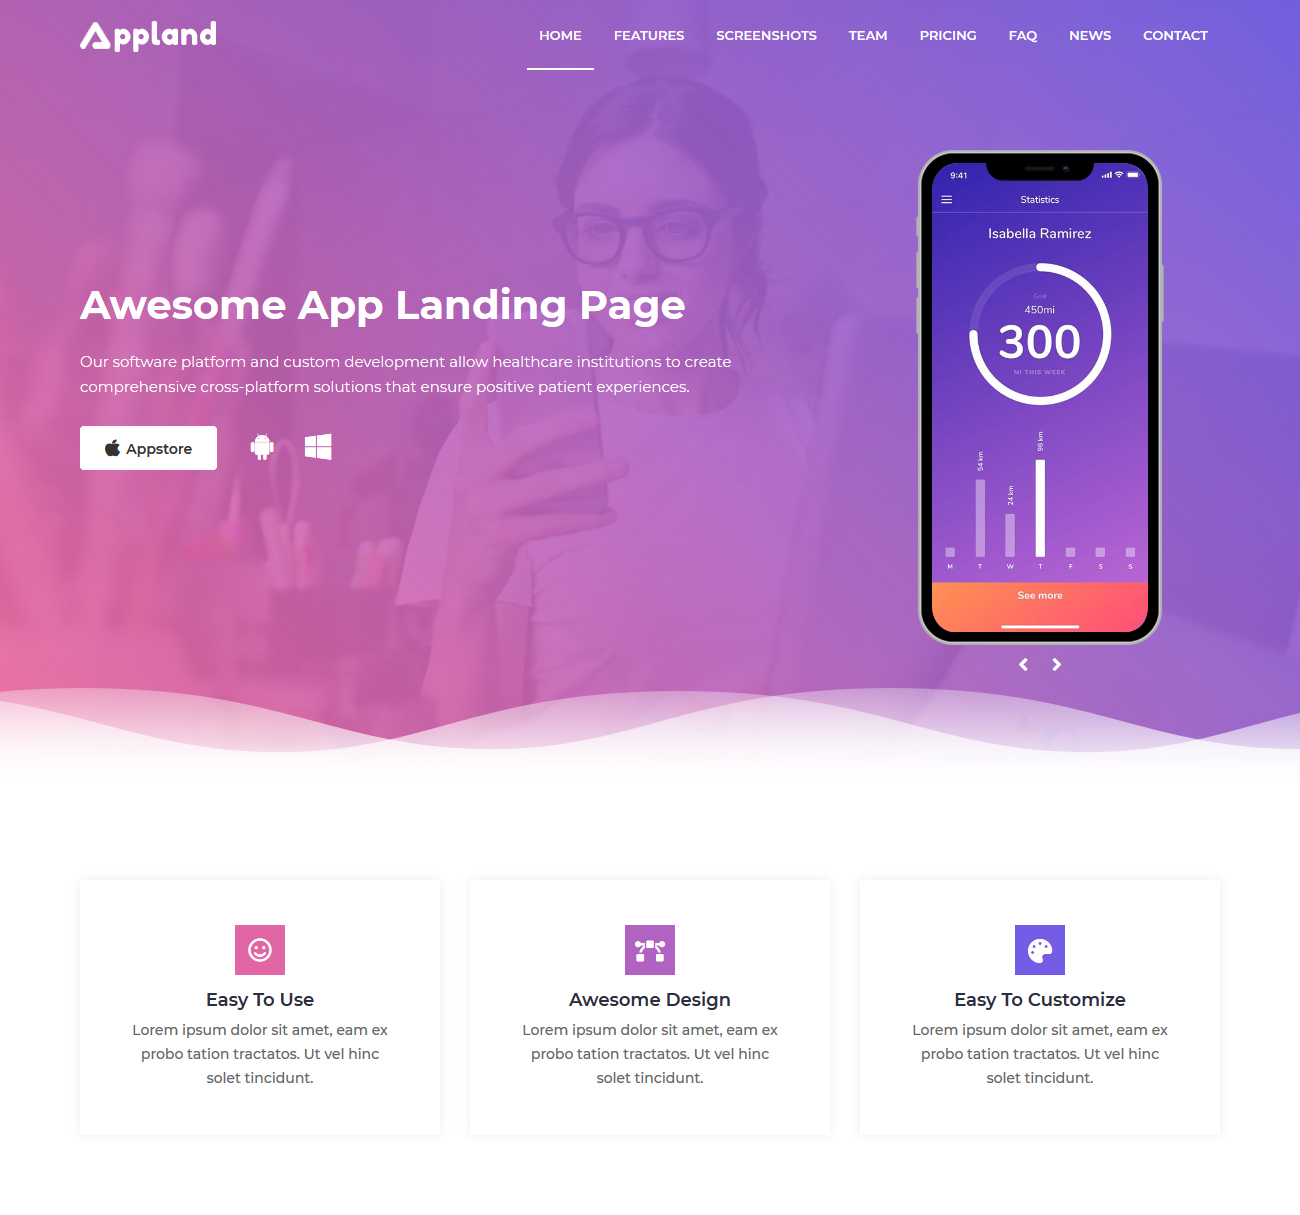 Appland
HOME FEATURES SCREENSHOTS TEAM PRICING FAQ NEWS CONTACT
Awesome App Landing Page
Our software platform and custom development allow healthcare institutions to create
comprehensive cross-platform solutions that ensure positive patient experiences.
Appstore
9:41
Statistics
Isabella Ramirez
Goal
450mi
300
MI THIS WEEK
54 km
24 km
98 km
M T W T F S S
See more
Easy To Use
Lorem ipsum dolor sit amet, eam ex
probo tation tractatos. Ut vel hinc
solet tincidunt.
Awesome Design
Lorem ipsum dolor sit amet, eam ex
probo tation tractatos. Ut vel hinc
solet tincidunt.
Easy To Customize
Lorem ipsum dolor sit amet, eam ex
probo tation tractatos. Ut vel hinc
solet tincidunt.